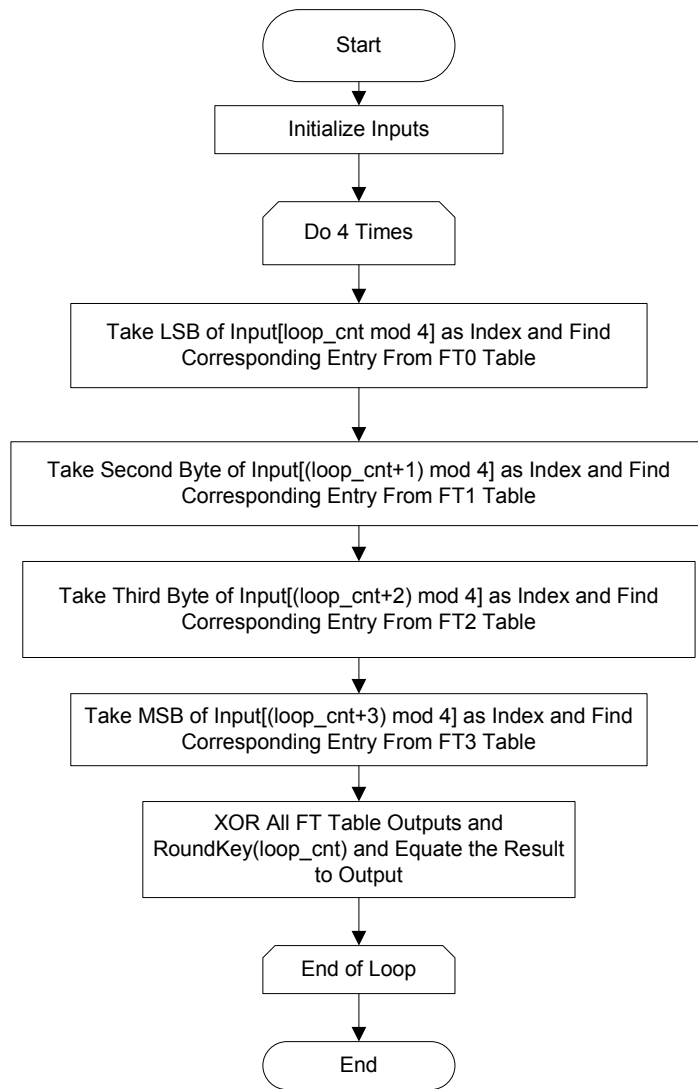 Start
Initialize Inputs
Do 4 Times
Take LSB of Input[loop_cnt mod 4] as Index and Find
Corresponding Entry From FT0 Table
Take Second Byte of Input[(loop_cnt+1) mod 4] as Index and Find
Corresponding Entry From FT1 Table
Take Third Byte of Input[(loop_cnt+2) mod 4] as Index and Find
Corresponding Entry From FT2 Table
Take MSB of Input[(loop_cnt+3) mod 4] as Index and Find
Corresponding Entry From FT3 Table
XOR All FT Table Outputs and
RoundKey(loop_cnt) and Equate the Result
to Output
End of Loop
End